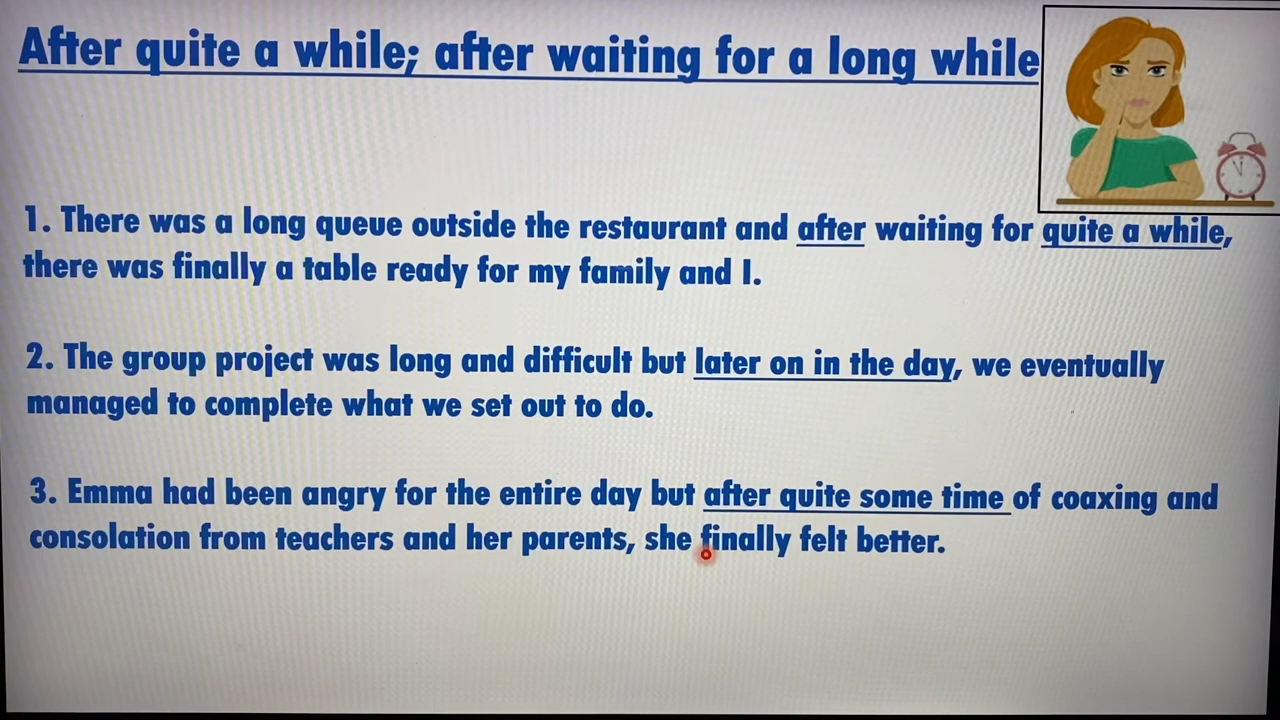 After quite a while; after waiting for a long while
1. There was a long queue outside the restaurant and after waiting for quite a while,
there was finally a table ready for my family and I.
2. The group project was long and difficult but later on in the day, we eventually
managed to complete what we set out to do.
3. Emma had been angry for the entire day but after quite some time of coaxing and
consolation from teachers and her parents, she finally felt better.